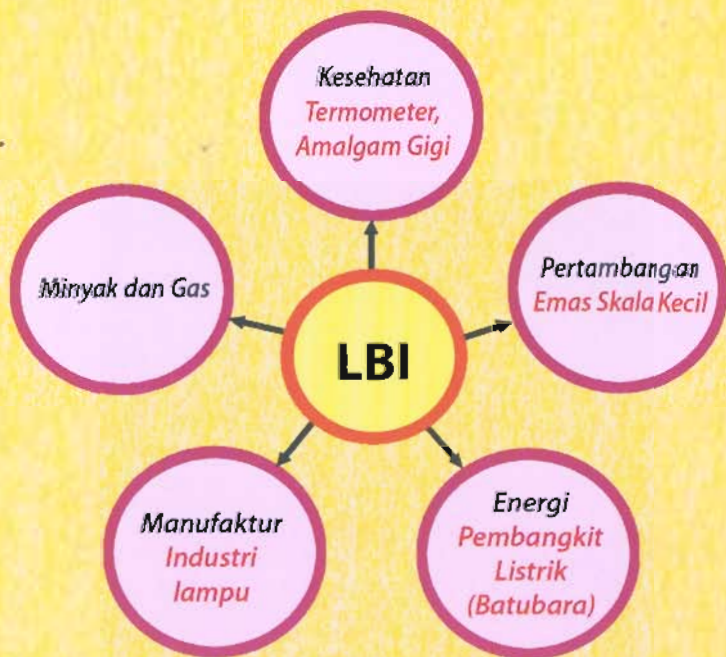 Kesehatan
Termometer,
Amalgam Gigi
Minyak dan Gas
Pertambangan
Emas Skala Kecil
LBI
Manufaktur
Industri
lampu
Energi
Pembangkit
Listrik
(Batubara)